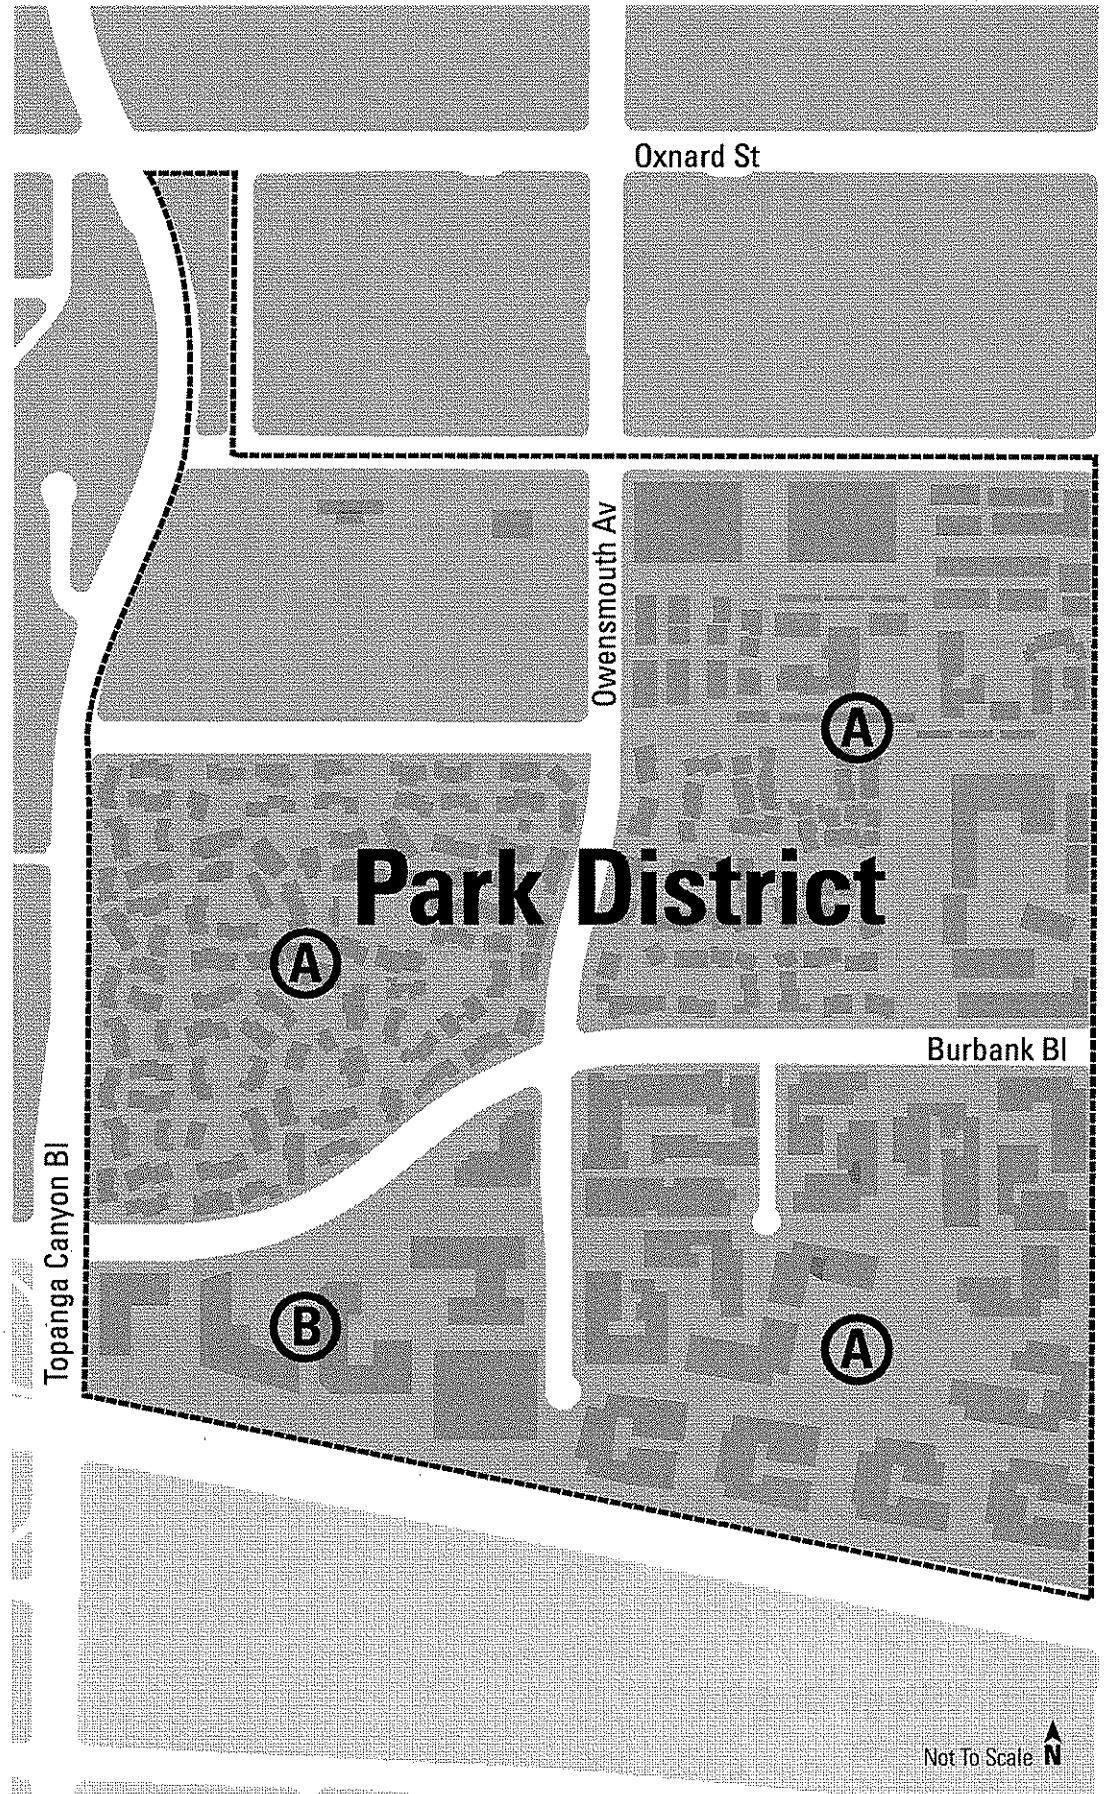 Oxnard St
Owensmouth Av
A
Park District
A
Burbank Bl
Topanga Canyon Bl
B
A
Not To Scale
N